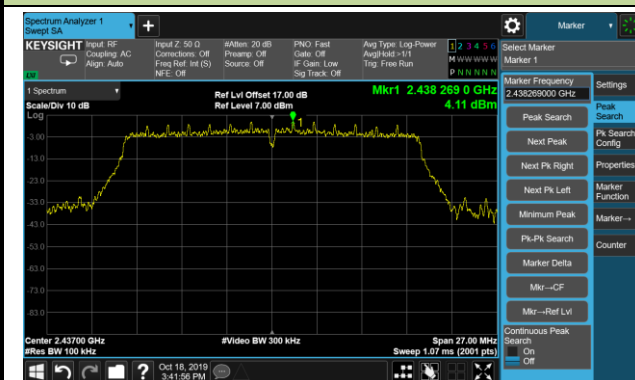 Spectrum Analyzer 1
Swept SA
+
Marker
KEYSIGHT
Input: RF
Coupling: AC
Align: Auto
Input Z: 50 Ω
Corrections: Off
Freq Ref: Int (S)
NFE: Off
#Atten: 20 dB
Preamp: Off
Source: Off
PNO: Fast
Gate: Off
IF Gain: Low
Sig Track: Off
Avg Type: Log-Power
Avg|Hold:>1/1
Trig: Free Run
1 2 3 4 5 6
M W W W W W
P N N N N N
Select Marker
Marker 1
Marker Frequency
2.438269000 GHz
Settings
1 Spectrum
Scale/Div 10 dB
Log
Ref Lvl Offset 17.00 dB
Ref Level 7.00 dBm
Mkr1 2.438 269 0 GHz
4.11 dBm
1
-3.00
-13.0
-23.0
-33.0
-43.0
-53.0
-63.0
-73.0
-83.0
Peak Search
Next Peak
Next Pk Right
Next Pk Left
Minimum Peak
Pk-Pk Search
Marker Delta
Mkr→CF
Mkr→Ref Lvl
Continuous Peak
Search
On
Off
Peak
Search
Pk Search
Config
Properties
Marker
Function
Marker→
Counter
Center 2.43700 GHz
#Res BW 100 kHz
#Video BW 300 kHz
Span 27.00 MHz
Sweep 1.07 ms (2001 pts)
?
Oct 18, 2019
3:41:56 PM